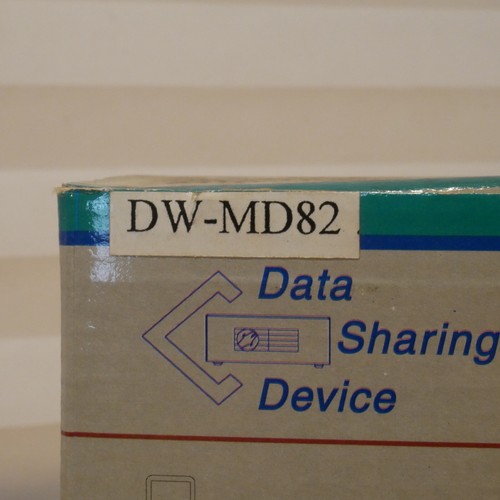 DW-MD82
Data
Sharing
Device